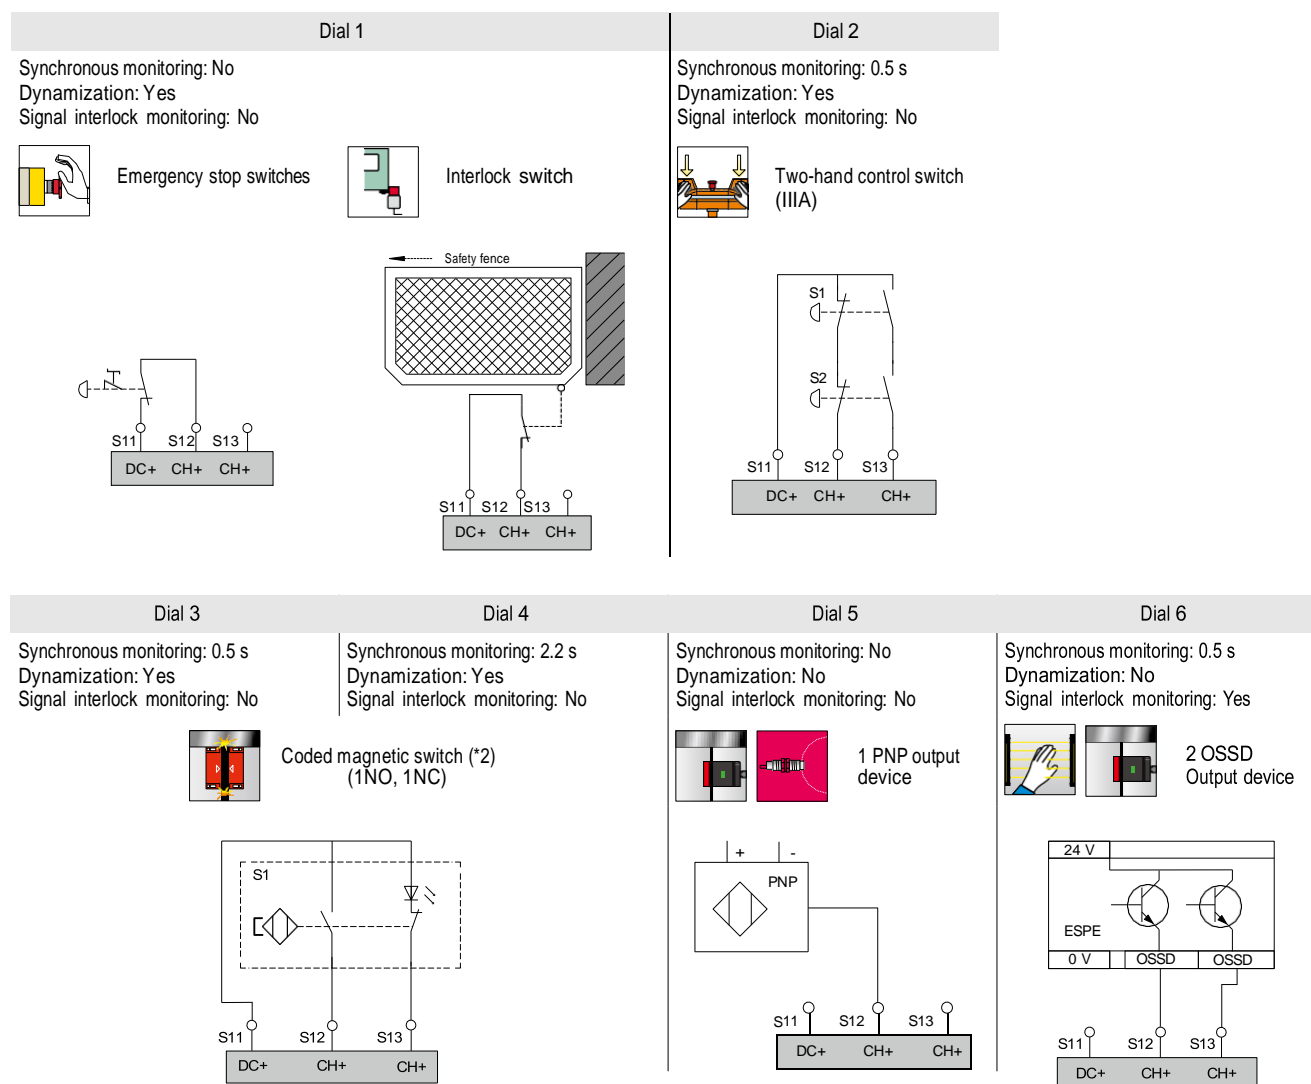 Dial 1
Synchronous monitoring: No
Dynamization: Yes
Signal interlock monitoring: No
Emergency stop switches
Interlock switch
Safety fence
S11 S12 S13
DC+ CH+ CH+
S11 S12 S13
DC+ CH+ CH+
Dial 2
Synchronous monitoring: 0.5 s
Dynamization: Yes
Signal interlock monitoring: No
Two-hand control switch
(IIIA)
S1
S2
S11 S12 S13
DC+ CH+ CH+
Dial 3
Synchronous monitoring: 0.5 s
Dynamization: Yes
Signal interlock monitoring: No
Dial 4
Synchronous monitoring: 2.2 s
Dynamization: Yes
Signal interlock monitoring: No
Coded magnetic switch (*2)
(1NO, 1NC)
S1
S11 S12 S13
DC+ CH+ CH+
Dial 5
Synchronous monitoring: No
Dynamization: No
Signal interlock monitoring: No
1 PNP output
device
+ -
PNP
S11 S12 S13
DC+ CH+ CH+
Dial 6
Synchronous monitoring: 0.5 s
Dynamization: No
Signal interlock monitoring: Yes
2 OSSD
Output device
24 V
ESPE
0 V OSSD OSSD
S11 S12 S13
DC+ CH+ CH+